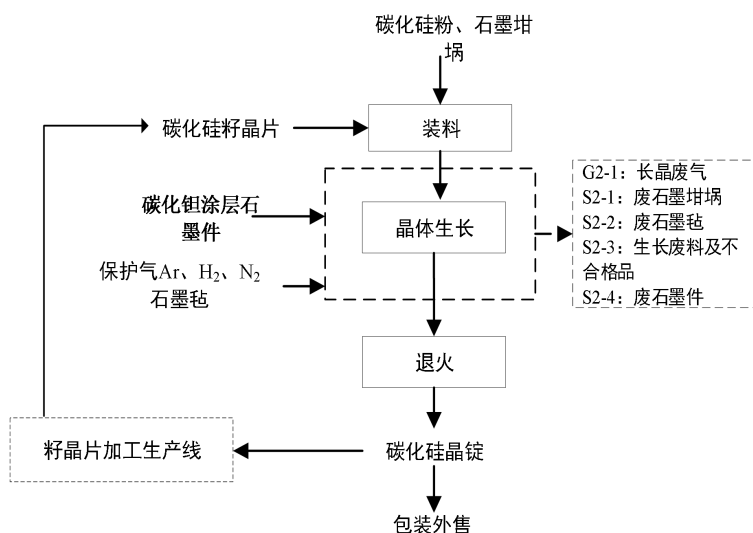 碳化硅粉、石墨坩
埚
碳化硅籽晶片
装料
碳化钽涂层石
墨件
晶体生长
保护气Ar、H₂、N₂
石墨毡
G2-1：长晶废气
S2-1：废石墨坩埚
S2-2：废石墨毡
S2-3：生长废料及不
合格品
S2-4：废石墨件
退火
籽晶片加工生产线
碳化硅晶锭
包装外售